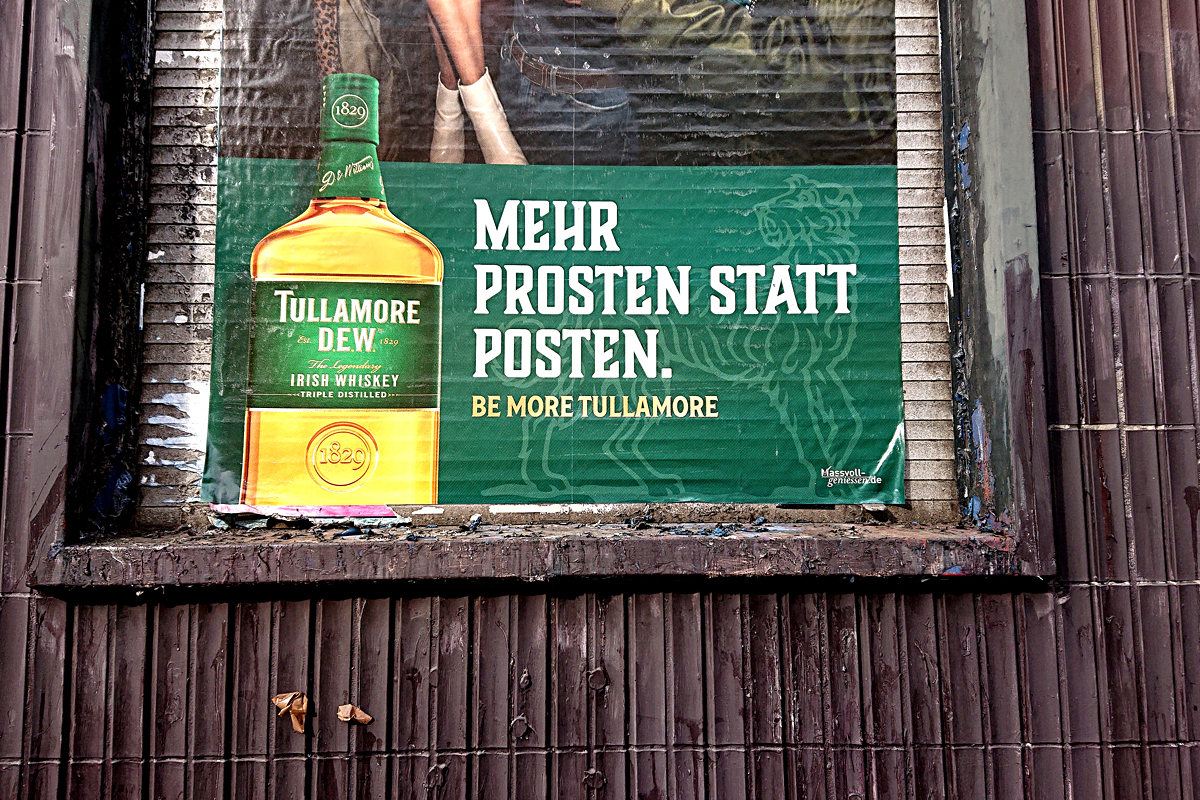 1829
D.E. Williams
TULLAMORE
D.E.W.
Est. 1829
The Legendary
IRISH WHISKEY
TRIPLE DISTILLED
1829
MEHR
PROSTEN STATT
POSTEN.
BE MORE TULLAMORE
Massvoll-
geniessen.de